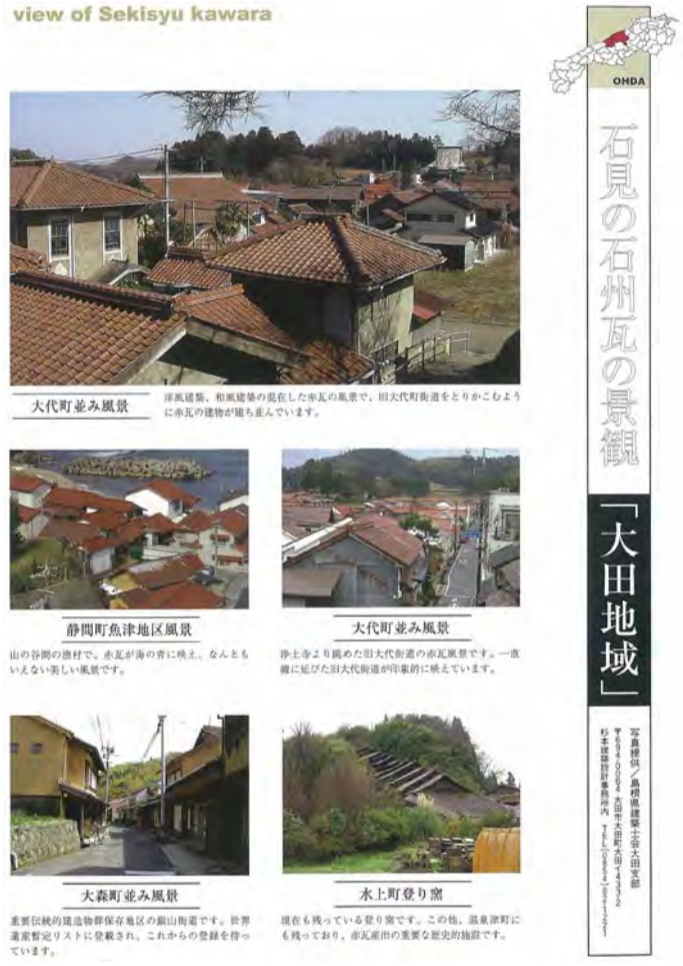 view of Sekisyu kawara
OHDA
石見の石州瓦の景観
「大田地域」
写真提供／島根県建築士会大田支部
〒694-0064 大田市大田町大田イ433-2
杉本建築設計事務所内
大代町並み風景
洋風建築、和風建築の混在した赤瓦の風景で、旧大代町街道をとりかこむよう
に赤瓦の建物が建ち並んでいます。
静間町魚津地区風景
山の谷間の漁村で、赤瓦が海の青に映え、なんとも
いえない美しい風景です。
大代町並み風景
浄土寺より眺めた旧大代街道の赤瓦風景です。一直
線に延びた旧大代街道が印象的に映えています。
大森町並み風景
重要伝統的建造物群保存地区の銀山街道です。世界
遺産暫定リストに登載され、これからの登録を待っ
ています。
水上町登り窯
現在も残っている登り窯です。この他、温泉津町に
も残っており、赤瓦産出の重要な歴史的施設です。